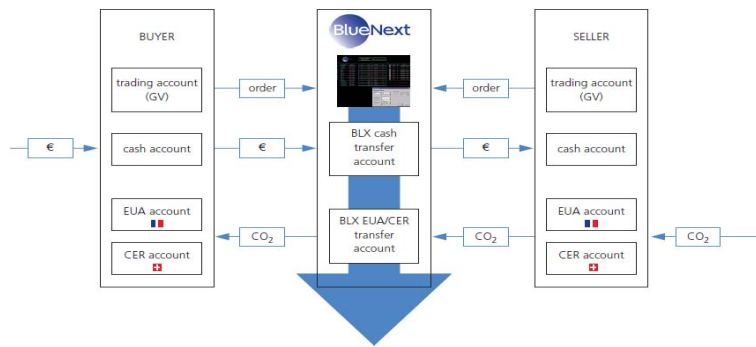 BUYER
BlueNext
SELLER
trading account
(GV)
order
order
trading account
(GV)
€
cash account
€
BLX cash
transfer
account
€
cash account
EUA account
CO2
BLX EUA/CER
transfer
account
CO2
EUA account
CO2
CER account
CER account